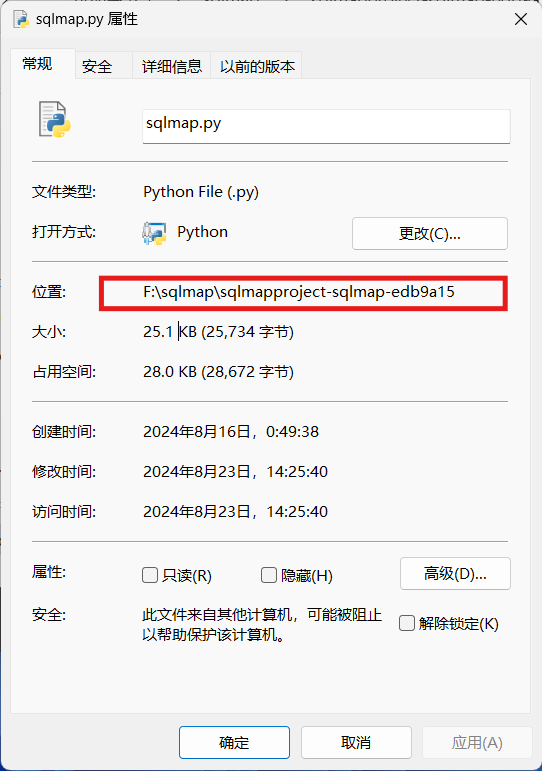 sqlmap.py 属性
常规
安全
详细信息
以前的版本
sqlmap.py
文件类型: Python File (.py)
打开方式: Python 更改(C)...
位置: F:\sqlmap\sqlmapproject-sqlmap-edb9a15
大小: 25.1 KB (25,734 字节)
占用空间: 28.0 KB (28,672 字节)
创建时间: 2024年8月16日，0:49:38
修改时间: 2024年8月23日，14:25:40
访问时间: 2024年8月23日，14:25:40
属性: 只读(R) 隐藏(H) 高级(D)...
安全: 此文件来自其他计算机，可能被阻止
以帮助保护该计算机。 解除锁定(K)
确定 取消 应用(A)